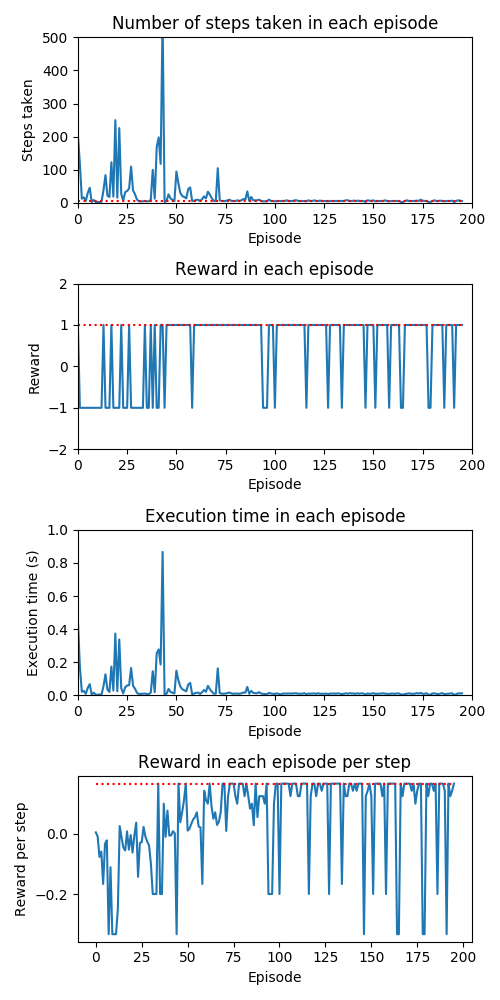 Number of steps taken in each episode
500
400
300
200
100
0
Steps taken
0 25 50 75 100 125 150 175 200
Episode
Reward in each episode
2
1
0
−1
−2
Reward
0 25 50 75 100 125 150 175 200
Episode
Execution time in each episode
1.0
0.8
0.6
0.4
0.2
0.0
Execution time (s)
0 25 50 75 100 125 150 175 200
Episode
Reward in each episode per step
0.0
−0.2
Reward per step
0 25 50 75 100 125 150 175 200
Episode